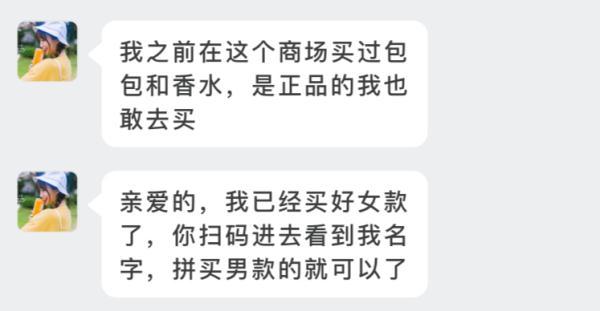 我之前在这个商场买过包
包和香水，是正品的我也
敢去买
亲爱的，我已经买好女款
了，你扫码进去看到我名
字，拼买男款的就可以了